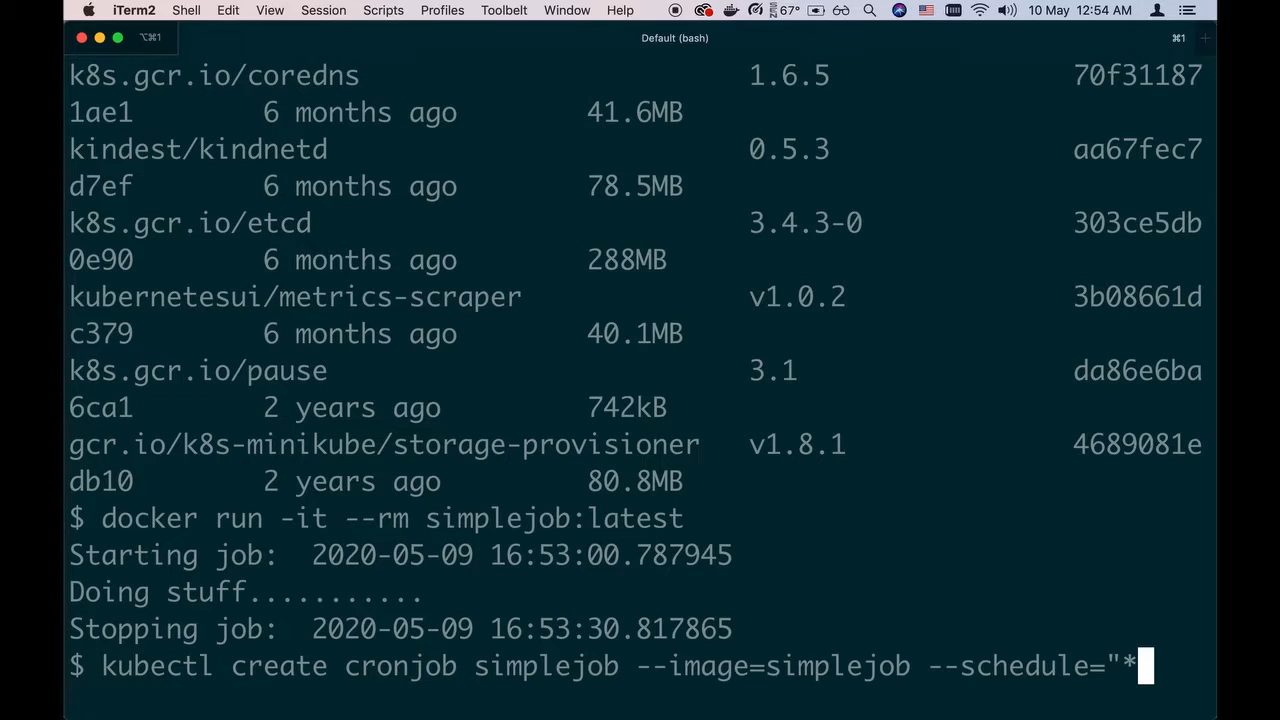 iTerm2 Shell Edit View Session Scripts Profiles Toolbelt Window Help 10 May 12:54 AM
⌥⌘1 Default (bash) ⌘1
k8s.gcr.io/coredns 1.6.5 70f31187
1ae1 6 months ago 41.6MB
kindest/kindnetd 0.5.3 aa67fec7
d7ef 6 months ago 78.5MB
k8s.gcr.io/etcd 3.4.3-0 303ce5db
0e90 6 months ago 288MB
kubernetesui/metrics-scraper v1.0.2 3b08661d
c379 6 months ago 40.1MB
k8s.gcr.io/pause 3.1 da86e6ba
6ca1 2 years ago 742kB
gcr.io/k8s-minikube/storage-provisioner v1.8.1 4689081e
db10 2 years ago 80.8MB
$ docker run -it --rm simplejob:latest
Starting job:  2020-05-09 16:53:00.787945
Doing stuff...........
Stopping job:  2020-05-09 16:53:30.817865
$ kubectl create cronjob simplejob --image=simplejob --schedule="*